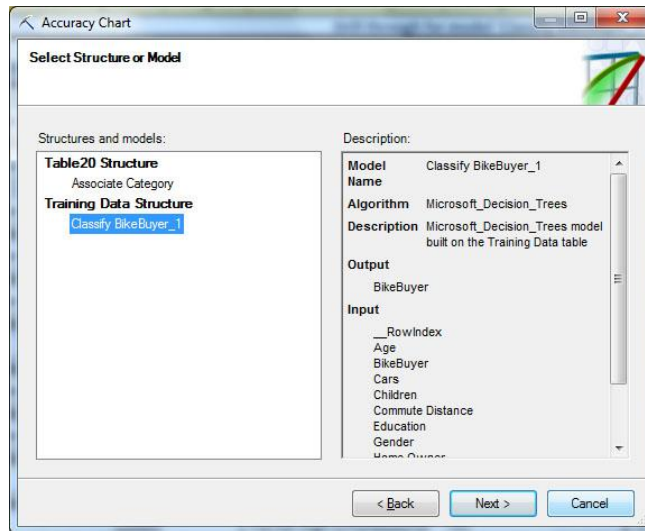 Accuracy Chart
Select Structure or Model
Structures and models:
Table20 Structure
Associate Category
Training Data Structure
Classify BikeBuyer_1
Description:
Model Name Classify BikeBuyer_1
Algorithm Microsoft_Decision_Trees
Description Microsoft_Decision_Trees model
built on the Training Data table
Output
BikeBuyer
Input
__RowIndex
Age
BikeBuyer
Cars
Children
Commute Distance
Education
Gender
Home Owner
< Back
Next >
Cancel